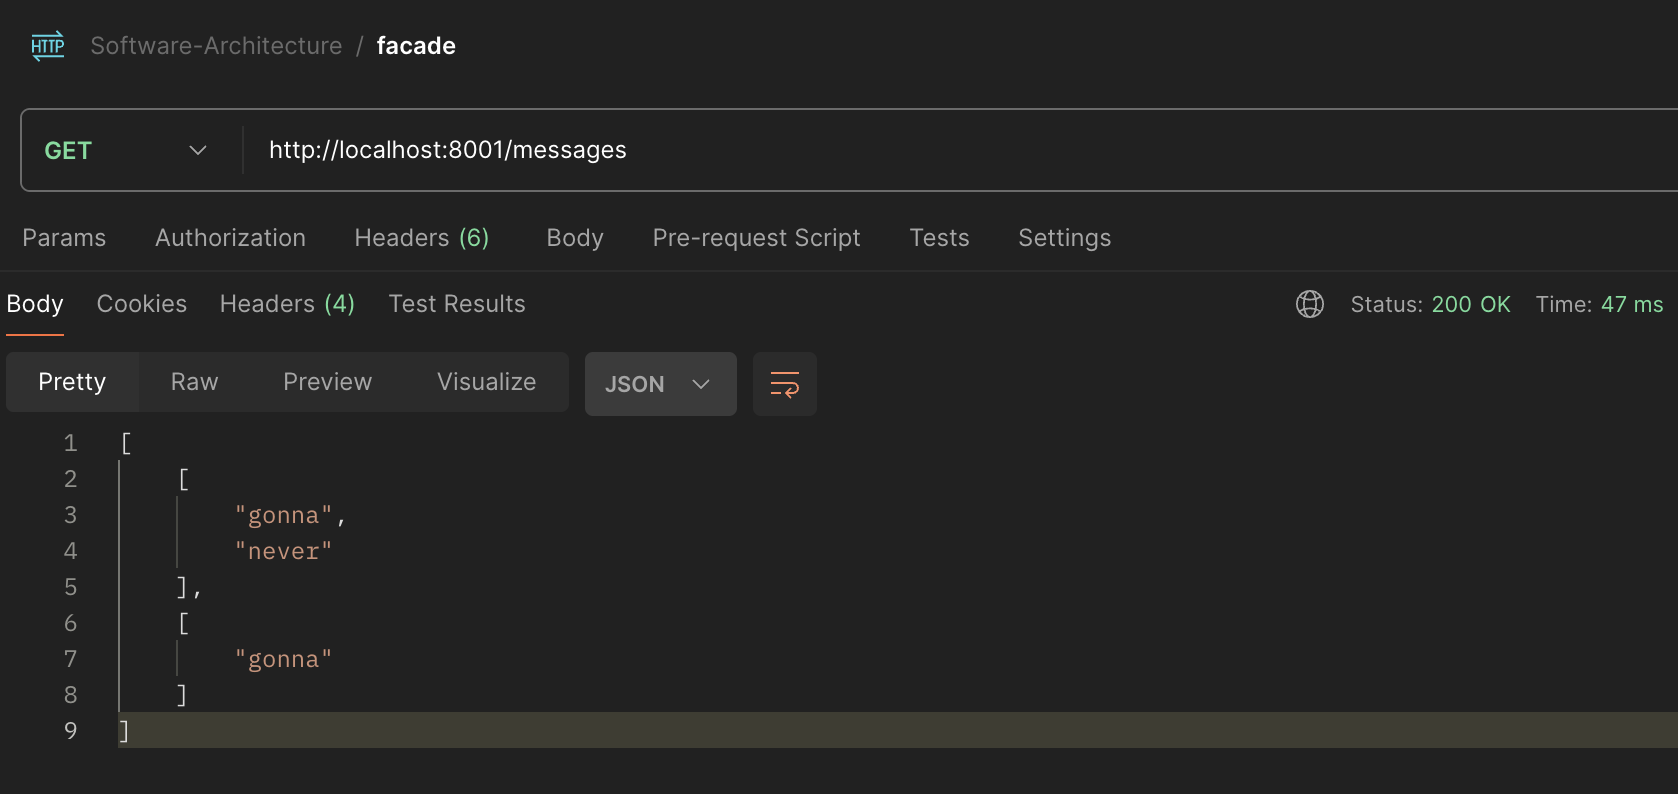 HTTP Software-Architecture / facade
GET http://localhost:8001/messages
Params Authorization Headers (6) Body Pre-request Script Tests Settings
Body Cookies Headers (4) Test Results Status: 200 OK Time: 47 ms
Pretty Raw Preview Visualize JSON
1 [
2 [
3 "gonna",
4 "never"
5 ],
6 [
7 "gonna"
8 ]
9 ]